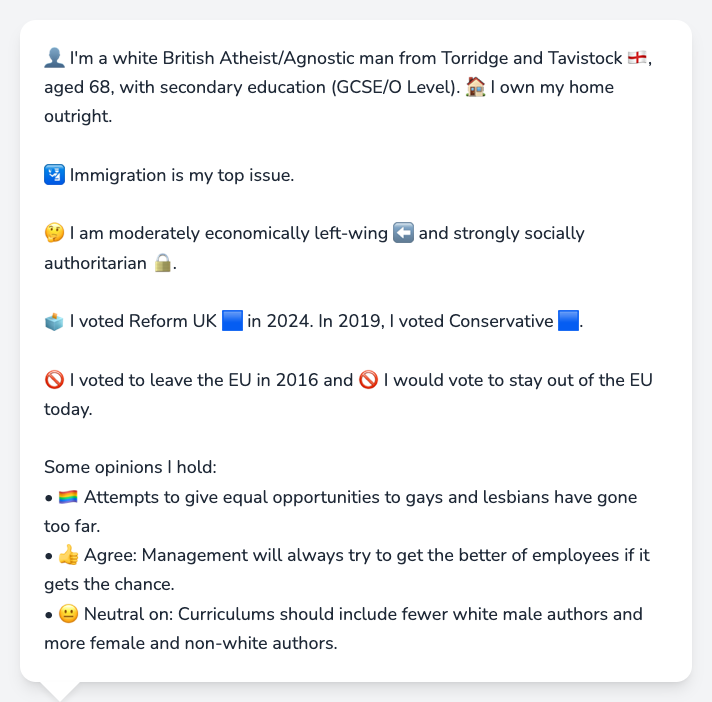 👤 I'm a white British Atheist/Agnostic man from Torridge and Tavistock 🏴󠁧󠁢󠁥󠁮󠁧󠁿,
aged 68, with secondary education (GCSE/O Level). 🏠 I own my home
outright.
🛂 Immigration is my top issue.
🤔 I am moderately economically left-wing ⬅️ and strongly socially
authoritarian 🔒.
🗳️ I voted Reform UK 🟦 in 2024. In 2019, I voted Conservative 🟦.
🚫 I voted to leave the EU in 2016 and 🚫 I would vote to stay out of the EU
today.
Some opinions I hold:
• 🏳️‍🌈 Attempts to give equal opportunities to gays and lesbians have gone
too far.
• 👍 Agree: Management will always try to get the better of employees if it
gets the chance.
• 😐 Neutral on: Curriculums should include fewer white male authors and
more female and non-white authors.